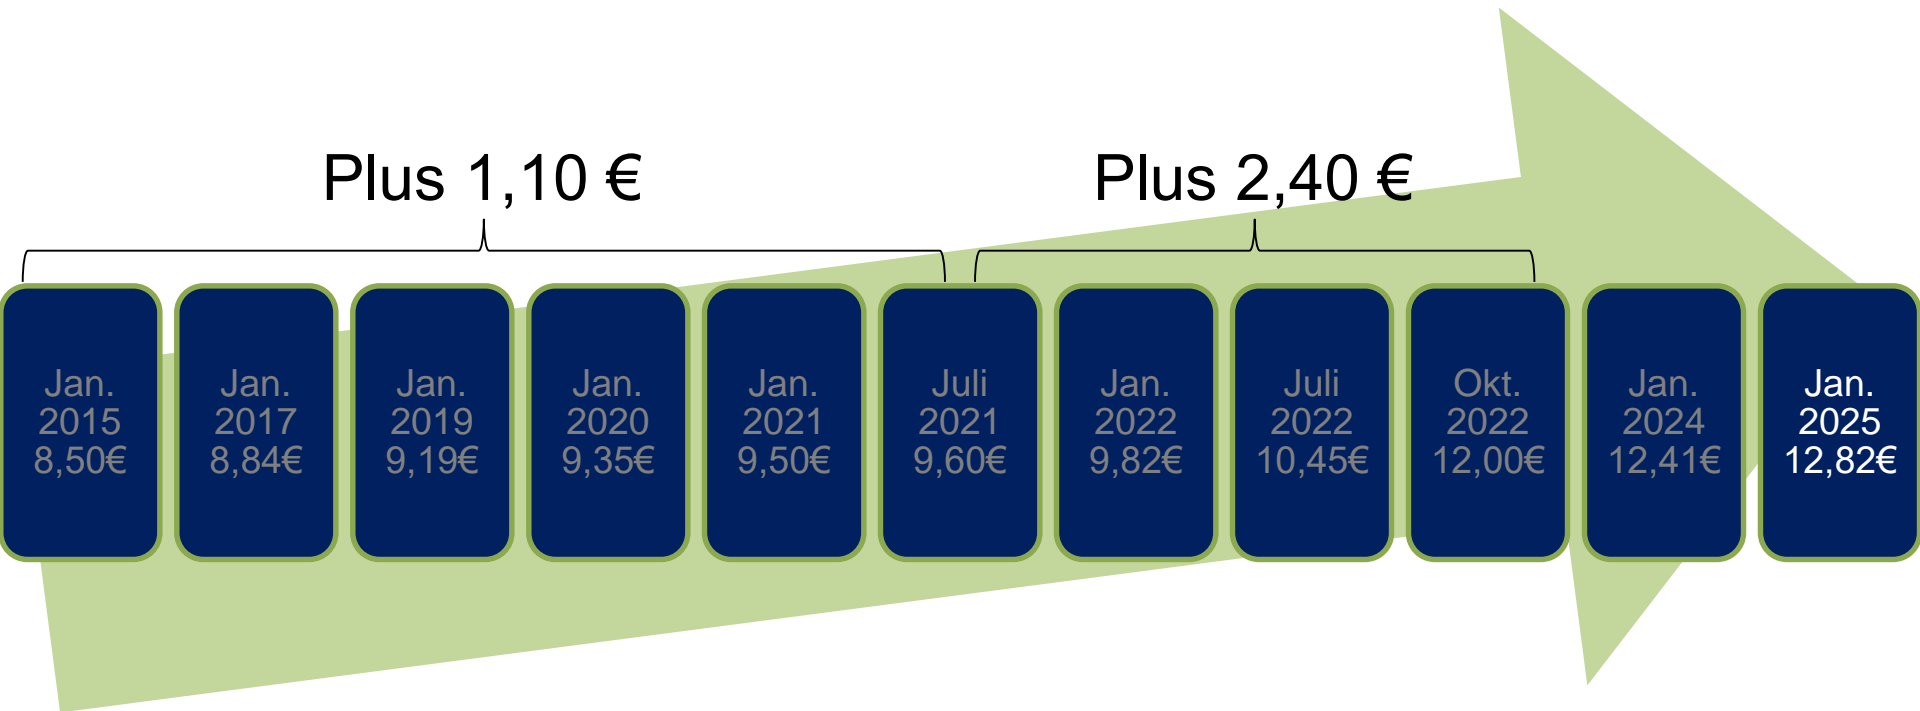 Plus 1,10 €
Plus 2,40 €
Jan.
2015
8,50€
Jan.
2017
8,84€
Jan.
2019
9,19€
Jan.
2020
9,35€
Jan.
2021
9,50€
Juli
2021
9,60€
Jan.
2022
9,82€
Juli
2022
10,45€
Okt.
2022
12,00€
Jan.
2024
12,41€
Jan.
2025
12,82€